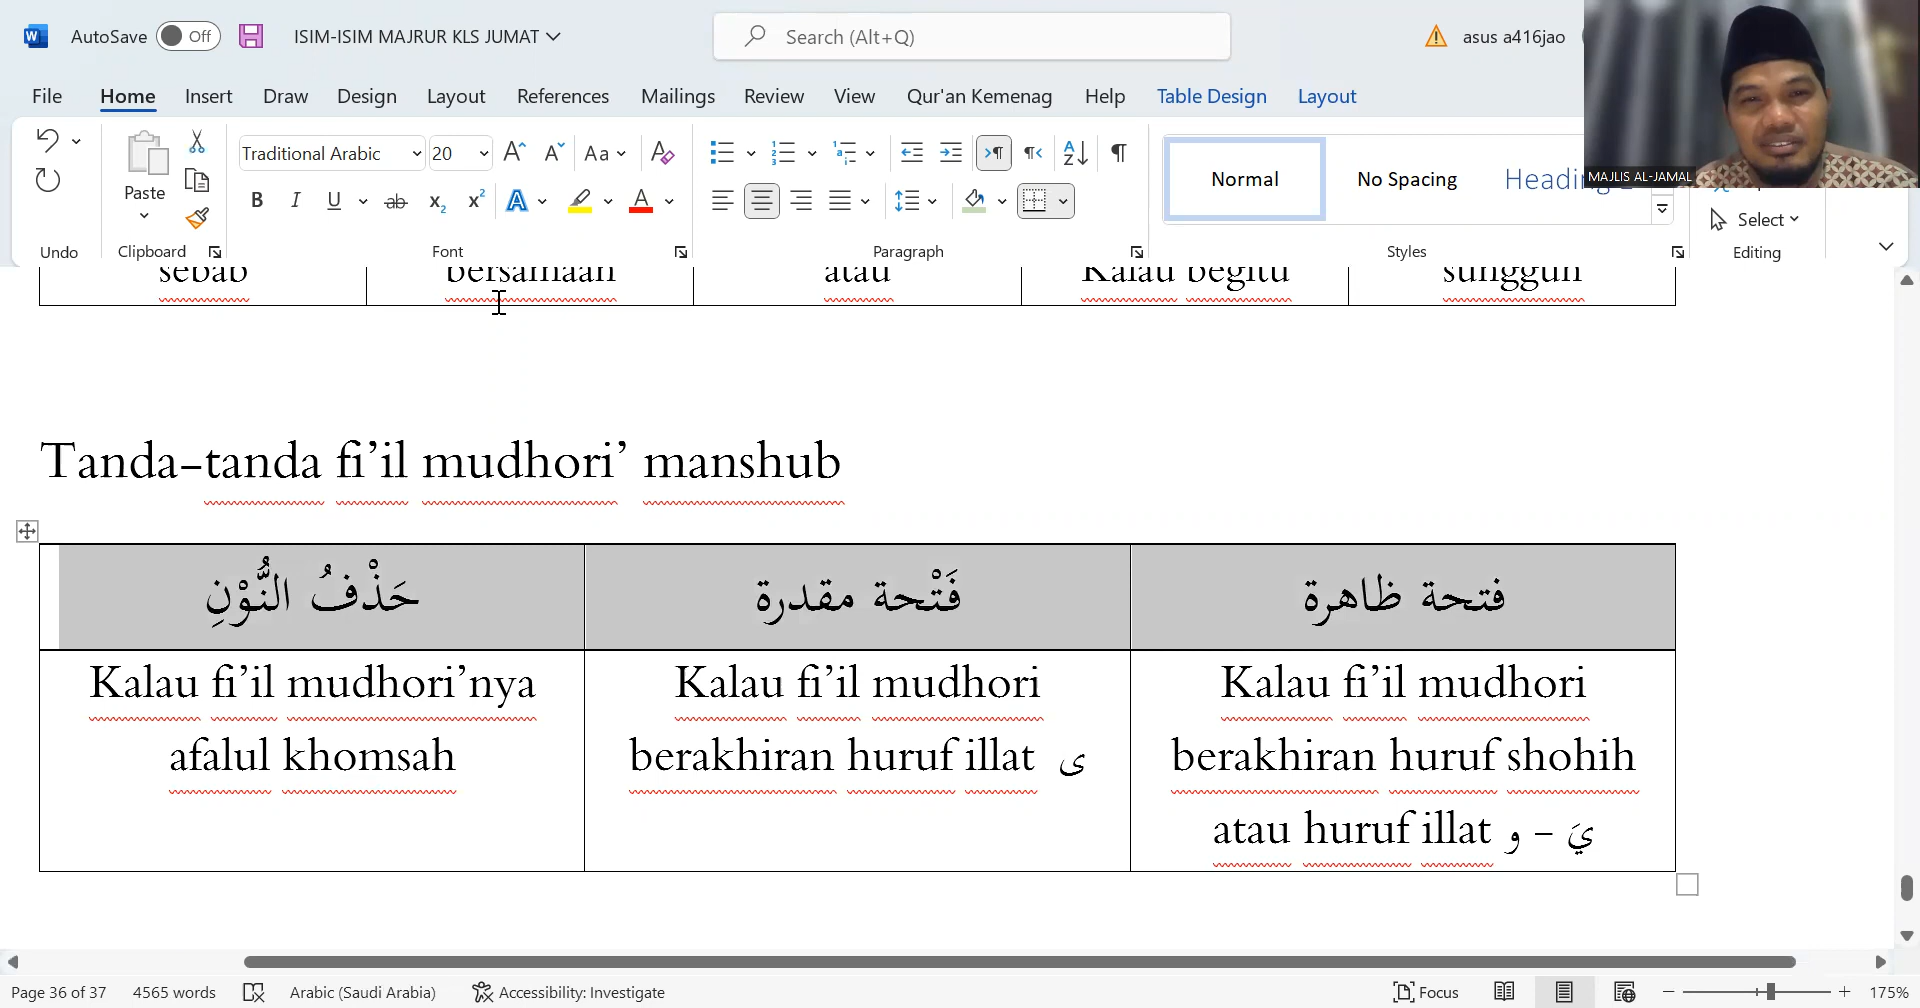 AutoSave Off ISIM-ISIM MAJRUR KLS JUMAT Search (Alt+Q) asus a416jao
File Home Insert Draw Design Layout References Mailings Review View Qur'an Kemenag Help Table Design Layout
MAJLIS AL-JAMAL
Traditional Arabic 20 Aa
Paste
Normal No Spacing Heading
Select
Undo Clipboard Font Paragraph Styles Editing
sebab bersamaan atau Kalau begitu sungguh
Tanda-tanda fi'il mudhori' manshub
حَذْفُ النُّوْنِ
فَتْحة مقدرة
فتحة ظاهرة
Kalau fi'il mudhori'nya
afalul khomsah
Kalau fi'il mudhori
berakhiran huruf illat ى
Kalau fi'il mudhori
berakhiran huruf shohih
atau huruf illat و – يَ
Page 36 of 37 4565 words Arabic (Saudi Arabia) Accessibility: Investigate Focus 175%